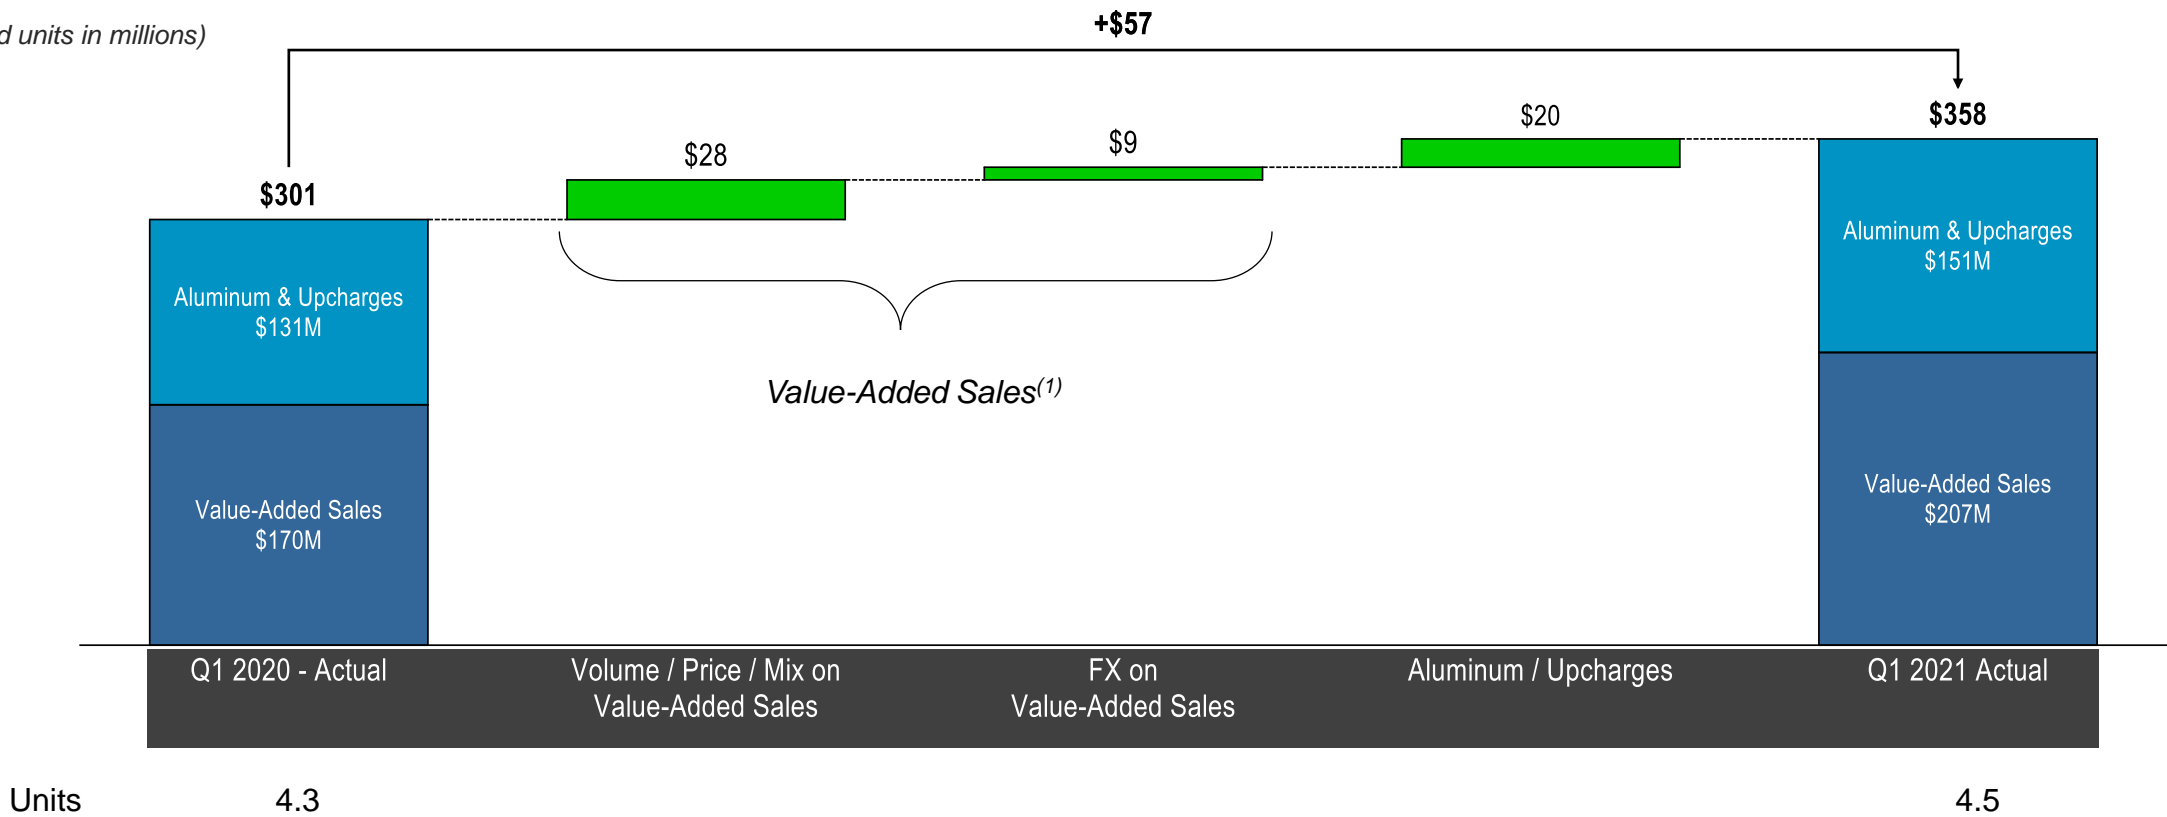 units in millions)
+$57
$301
$28
$9
$20
$358
Aluminum & Upcharges
$131M
Value-Added Sales
$170M
Value-Added Sales(1)
Aluminum & Upcharges
$151M
Value-Added Sales
$207M
Q1 2020 - Actual
Volume / Price / Mix on
Value-Added Sales
FX on
Value-Added Sales
Aluminum / Upcharges
Q1 2021 Actual
Units 4.3 4.5